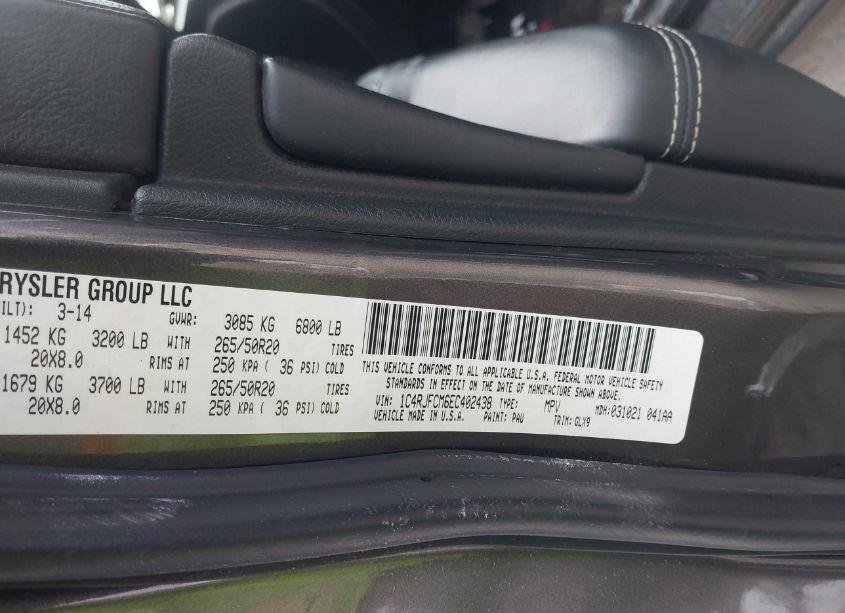 RYSLER GROUP LLC
ILT): 3-14 GVWR: 3085 KG 6800 LB
1452 KG 3200 LB WITH 265/50R20 TIRES
20X8.0 RIMS AT 250 KPA ( 36 PSI) COLD
1679 KG 3700 LB WITH 265/50R20 TIRES
20X8.0 RIMS AT 250 KPA ( 36 PSI) COLD
THIS VEHICLE CONFORMS TO ALL APPLICABLE U.S.A. FEDERAL MOTOR VEHICLE SAFETY
STANDARDS IN EFFECT ON THE DATE OF MANUFACTURE SHOWN ABOVE.
VIN: 1C4RJFCM6EC402438 TYPE: MPV MDH: 031021 041AA
VEHICLE MADE IN U.S.A. PAINT: PAU TRIM: GLX9